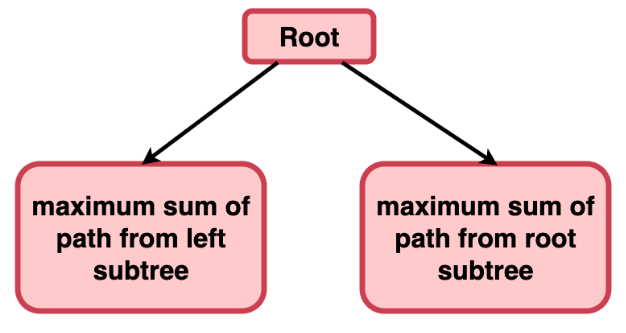 Root
maximum sum of
path from left
subtree
maximum sum of
path from root
subtree